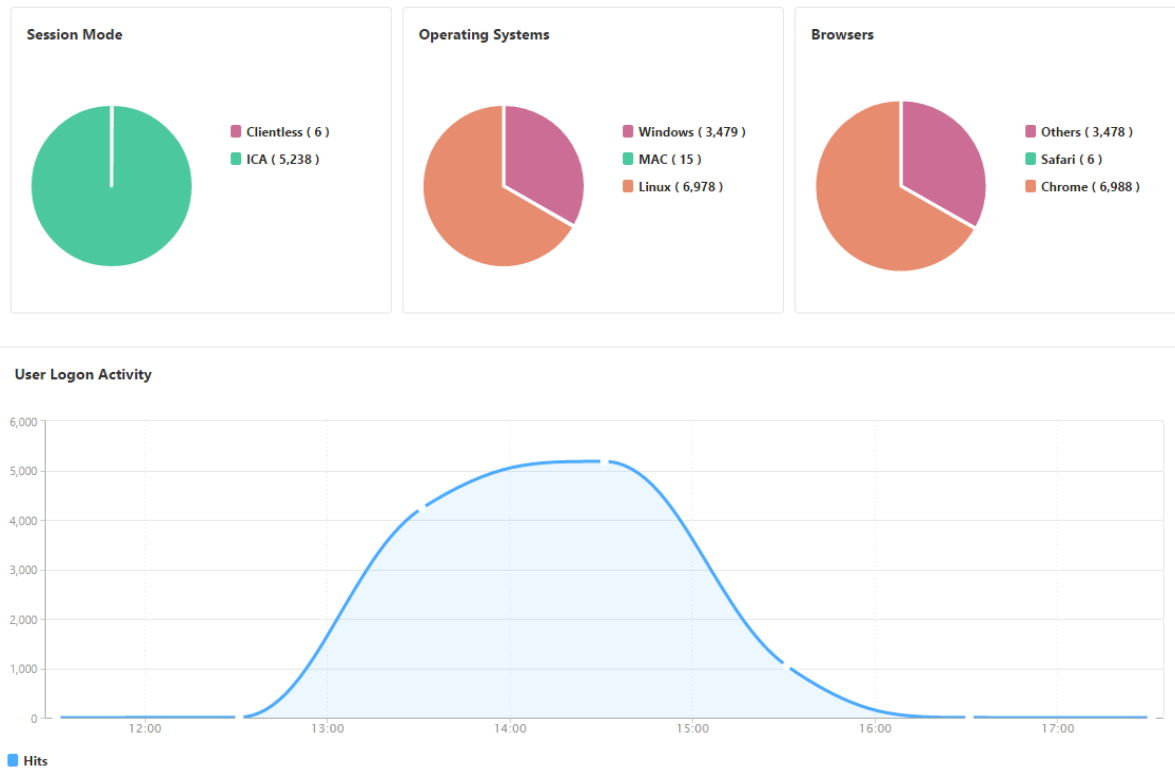 Session Mode
Clientless ( 6 )
ICA ( 5,238 )
Operating Systems
Windows ( 3,479 )
MAC ( 15 )
Linux ( 6,978 )
Browsers
Others ( 3,478 )
Safari ( 6 )
Chrome ( 6,988 )
User Logon Activity
6,000
5,000
4,000
3,000
2,000
1,000
0
12:00 13:00 14:00 15:00 16:00 17:00
Hits